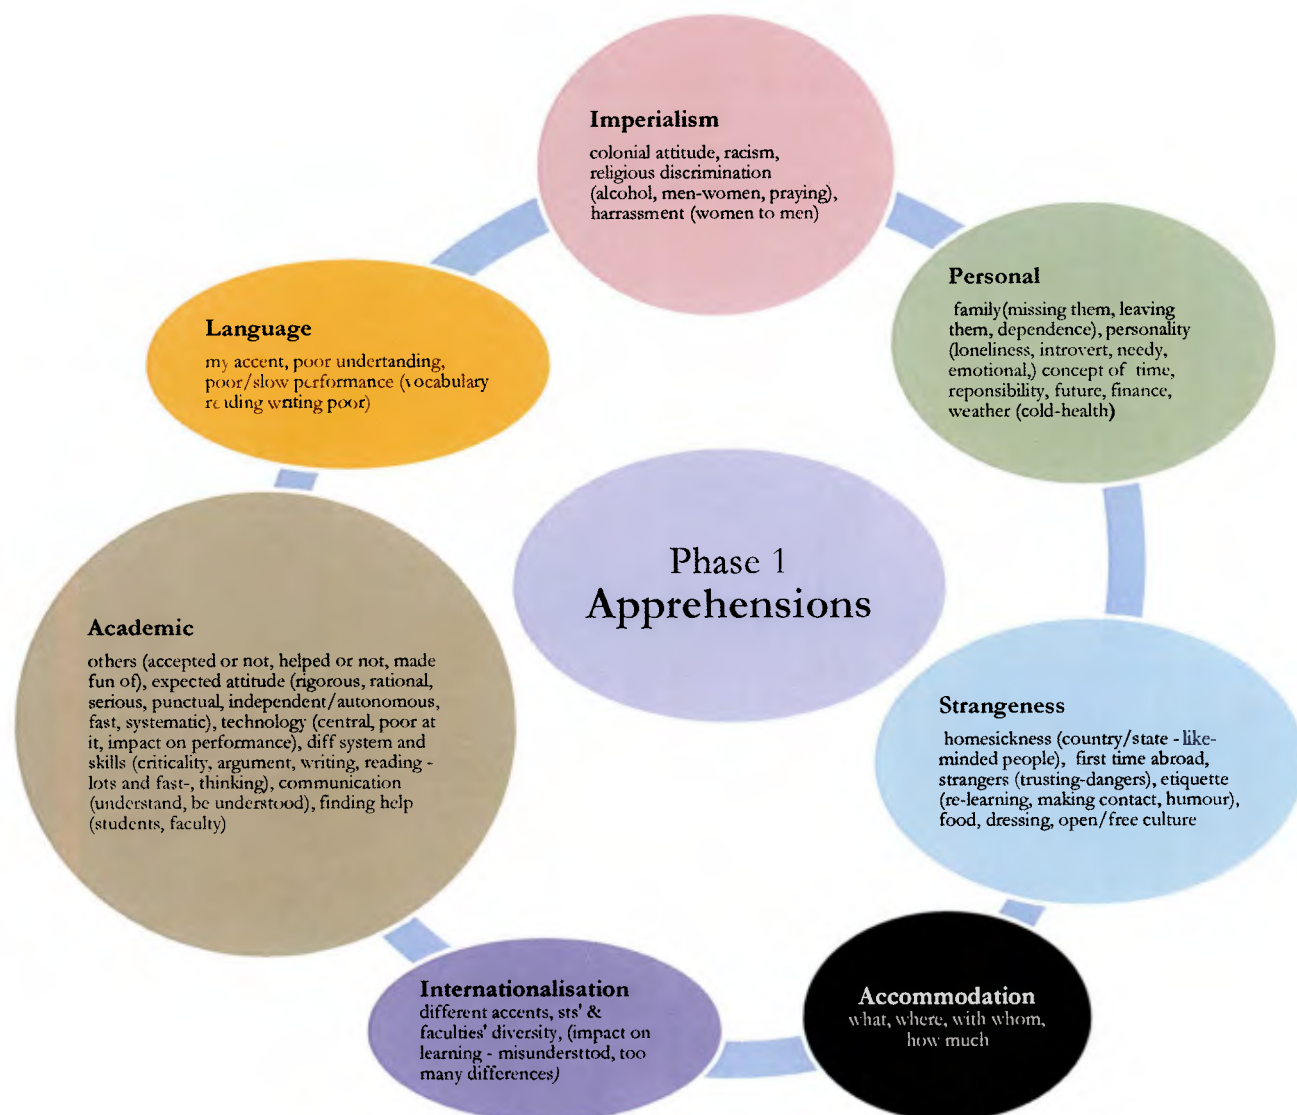 Imperialism
colonial attitude, racism,
religious discrimination
(alcohol, men-women, praying),
harrassment (women to men)
Personal
family(missing them, leaving
them, dependence), personality
(loneliness, introvert, needy,
emotional,) concept of time,
reponsibility, future, finance,
weather (cold-health)
Language
my accent, poor undertanding,
poor/slow performance (vocabulary
reading writing poor)
Phase 1
Apprehensions
Academic
others (accepted or not, helped or not, made
fun of), expected attitude (rigorous, rational,
serious, punctual, independent/autonomous,
fast, systematic), technology (central, poor at
it, impact on performance), diff system and
skills (criticality, argument, writing, reading -
lots and fast-, thinking), communication
(understand, be understood), finding help
(students, faculty)
Strangeness
homesickness (country/state - like-
minded people), first time abroad,
strangers (trusting-dangers), etiquette
(re-learning, making contact, humour),
food, dressing, open/free culture
Internationalisation
different accents, sts' &
faculties' diversity, (impact on
learning - misundersttod, too
many differences)
Accommodation
what, where, with whom,
how much